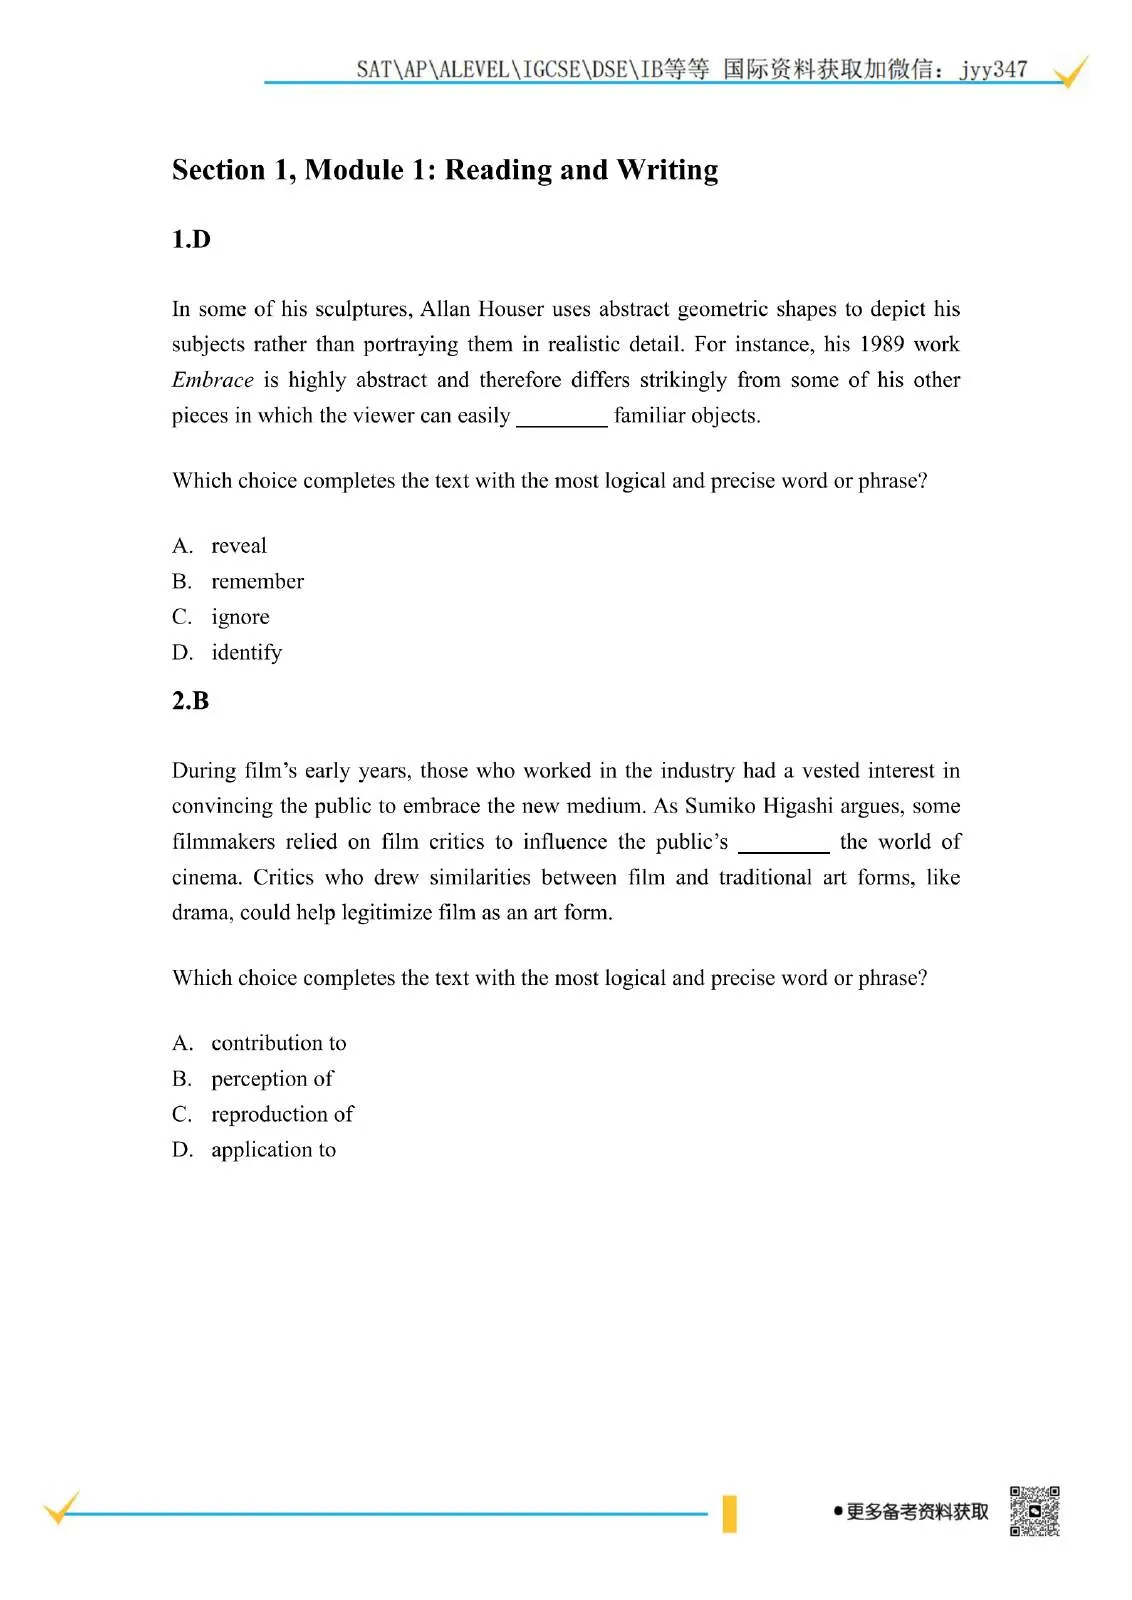 SAT\AP\ALEVEL\IGCSE\DSE\IB等等 国际资料获取加微信：jyy347
Section 1, Module 1: Reading and Writing
1.D
In some of his sculptures, Allan Houser uses abstract geometric shapes to depict his
subjects rather than portraying them in realistic detail. For instance, his 1989 work
Embrace is highly abstract and therefore differs strikingly from some of his other
pieces in which the viewer can easily ________ familiar objects.
Which choice completes the text with the most logical and precise word or phrase?
A. reveal
B. remember
C. ignore
D. identify
2.B
During film’s early years, those who worked in the industry had a vested interest in
convincing the public to embrace the new medium. As Sumiko Higashi argues, some
filmmakers relied on film critics to influence the public’s ________ the world of
cinema. Critics who drew similarities between film and traditional art forms, like
drama, could help legitimize film as an art form.
Which choice completes the text with the most logical and precise word or phrase?
A. contribution to
B. perception of
C. reproduction of
D. application to
●更多备考资料获取